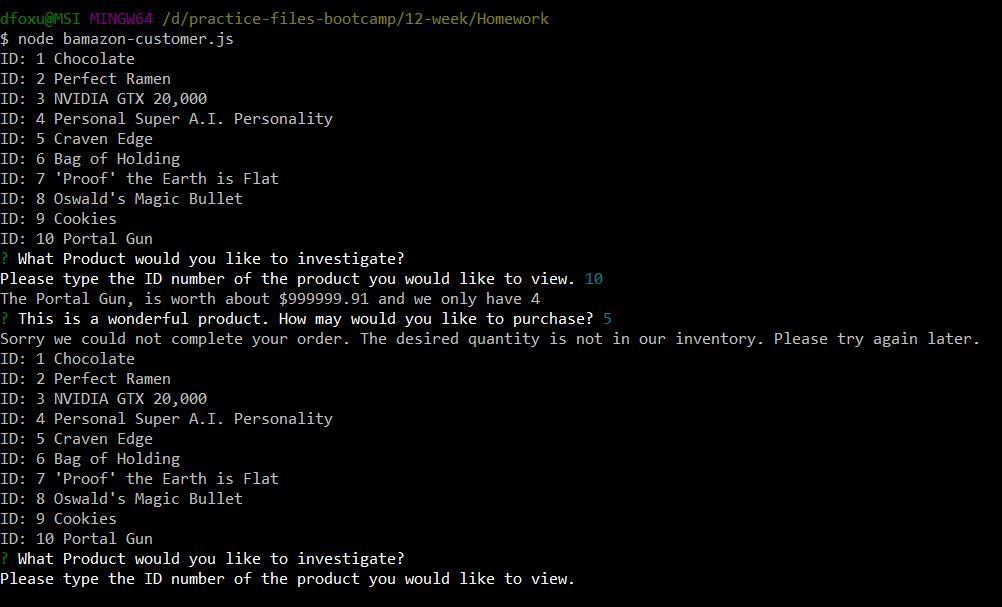 dfoxu@MSI MINGW64 /d/practice-files-bootcamp/12-week/Homework
$ node bamazon-customer.js
ID: 1 Chocolate
ID: 2 Perfect Ramen
ID: 3 NVIDIA GTX 20,000
ID: 4 Personal Super A.I. Personality
ID: 5 Craven Edge
ID: 6 Bag of Holding
ID: 7 'Proof' the Earth is Flat
ID: 8 Oswald's Magic Bullet
ID: 9 Cookies
ID: 10 Portal Gun
? What Product would you like to investigate?
Please type the ID number of the product you would like to view. 10
The Portal Gun, is worth about $999999.91 and we only have 4
? This is a wonderful product. How may would you like to purchase? 5
Sorry we could not complete your order. The desired quantity is not in our inventory. Please try again later.
ID: 1 Chocolate
ID: 2 Perfect Ramen
ID: 3 NVIDIA GTX 20,000
ID: 4 Personal Super A.I. Personality
ID: 5 Craven Edge
ID: 6 Bag of Holding
ID: 7 'Proof' the Earth is Flat
ID: 8 Oswald's Magic Bullet
ID: 9 Cookies
ID: 10 Portal Gun
? What Product would you like to investigate?
Please type the ID number of the product you would like to view.